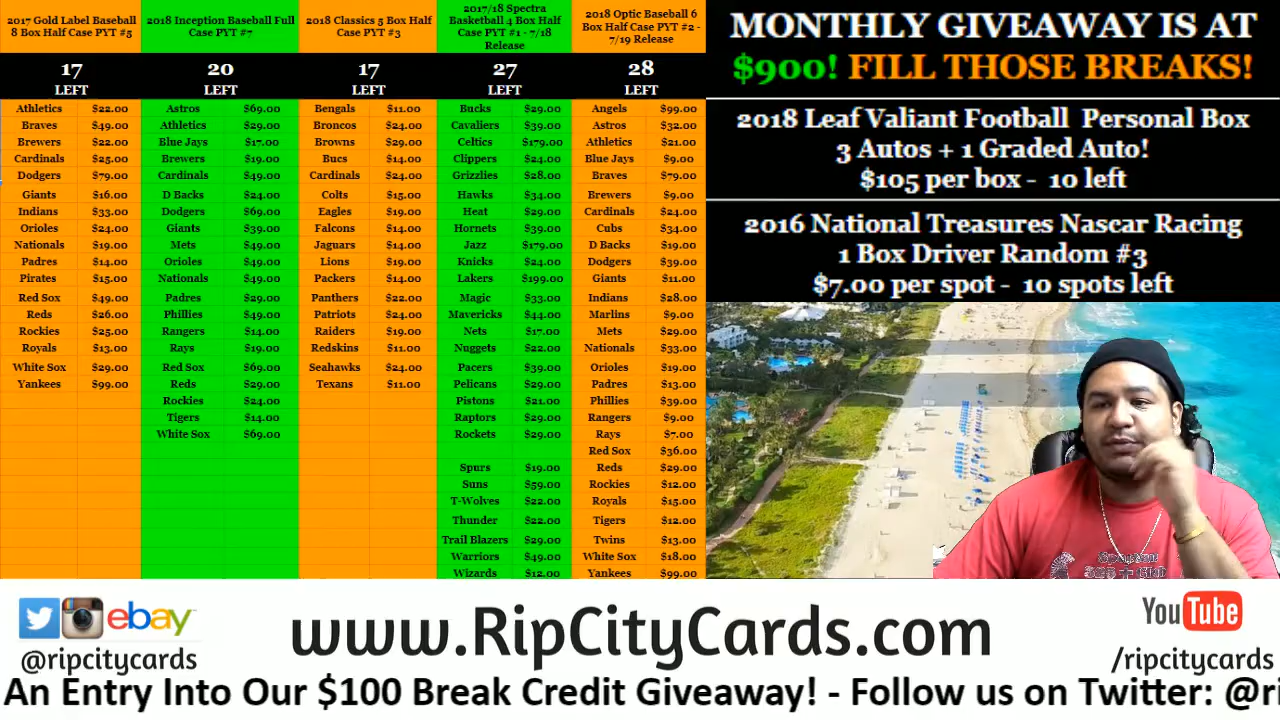 2017 Gold Label Baseball
8 Box Half Case PYT #5
17
LEFT
Athletics $22.00
Braves $49.00
Brewers $22.00
Cardinals $25.00
Dodgers $79.00
Giants $16.00
Indians $33.00
Orioles $24.00
Nationals $19.00
Padres $14.00
Pirates $15.00
Red Sox $49.00
Reds $26.00
Rockies $25.00
Royals $13.00
White Sox $29.00
Yankees $99.00
2018 Inception Baseball Full
Case PYT #7
20
LEFT
Astros $69.00
Athletics $29.00
Blue Jays $17.00
Brewers $19.00
Cardinals $49.00
D Backs $24.00
Dodgers $69.00
Giants $39.00
Mets $49.00
Orioles $49.00
Nationals $49.00
Padres $29.00
Phillies $49.00
Rangers $14.00
Rays $19.00
Red Sox $69.00
Reds $29.00
Rockies $24.00
Tigers $14.00
White Sox $69.00
2018 Classics 5 Box Half
Case PYT #3
17
LEFT
Bengals $11.00
Broncos $24.00
Browns $29.00
Bucs $14.00
Cardinals $24.00
Colts $15.00
Eagles $19.00
Falcons $14.00
Jaguars $14.00
Lions $19.00
Packers $14.00
Panthers $22.00
Patriots $24.00
Raiders $19.00
Redskins $11.00
Seahawks $24.00
Texans $11.00
2017/18 Spectra
Basketball 4 Box Half
Case PYT #1 - 7/18
Release
27
LEFT
Bucks $29.00
Cavaliers $39.00
Celtics $179.00
Clippers $24.00
Grizzlies $28.00
Hawks $34.00
Heat $29.00
Hornets $39.00
Jazz $179.00
Knicks $24.00
Lakers $199.00
Magic $33.00
Mavericks $44.00
Nets $17.00
Nuggets $22.00
Pacers $39.00
Pelicans $29.00
Pistons $21.00
Raptors $29.00
Rockets $29.00
Spurs $19.00
Suns $59.00
T-Wolves $22.00
Thunder $22.00
Trail Blazers $29.00
Warriors $49.00
Wizards $12.00
2018 Optic Baseball 6
Box Half Case PYT #2 -
7/19 Release
28
LEFT
Angels $99.00
Astros $32.00
Athletics $21.00
Blue Jays $9.00
Braves $79.00
Brewers $9.00
Cardinals $24.00
Cubs $34.00
D Backs $19.00
Dodgers $39.00
Giants $11.00
Indians $28.00
Marlins $9.00
Mets $29.00
Nationals $33.00
Orioles $19.00
Padres $13.00
Phillies $39.00
Rangers $9.00
Rays $7.00
Red Sox $36.00
Reds $29.00
Rockies $12.00
Royals $15.00
Tigers $12.00
Twins $13.00
White Sox $18.00
Yankees $99.00
MONTHLY GIVEAWAY IS AT
$900! FILL THOSE BREAKS!
2018 Leaf Valiant Football Personal Box
3 Autos + 1 Graded Auto!
$105 per box - 10 left
2016 National Treasures Nascar Racing
1 Box Driver Random #3
$7.00 per spot - 10 spots left
ebay
@ripcitycards
www.RipCityCards.com
YouTube
/ripcitycards
An Entry Into Our $100 Break Credit Giveaway! - Follow us on Twitter: @ri